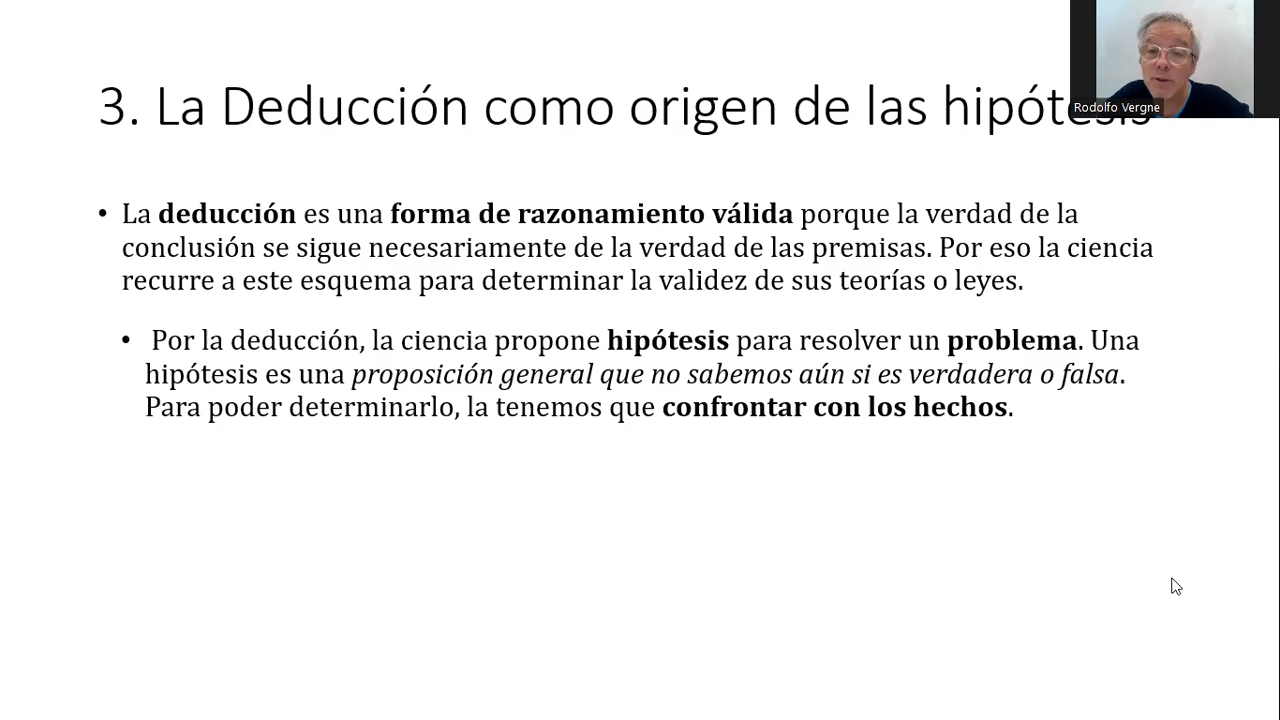 3. La Deducción como origen de las hipótesis
Rodolfo Vergne
• La deducción es una forma de razonamiento válida porque la verdad de la
conclusión se sigue necesariamente de la verdad de las premisas. Por eso la ciencia
recurre a este esquema para determinar la validez de sus teorías o leyes.
• Por la deducción, la ciencia propone hipótesis para resolver un problema. Una
hipótesis es una proposición general que no sabemos aún si es verdadera o falsa.
Para poder determinarlo, la tenemos que confrontar con los hechos.